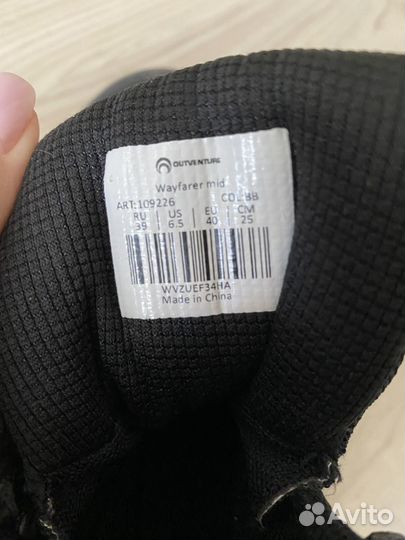 OUTVENTURE
Wayfarer mid
ART:109226 COL:BB
RU US EU CM
39 6.5 40 25
WVZUEF34HA
Made in China
Avito